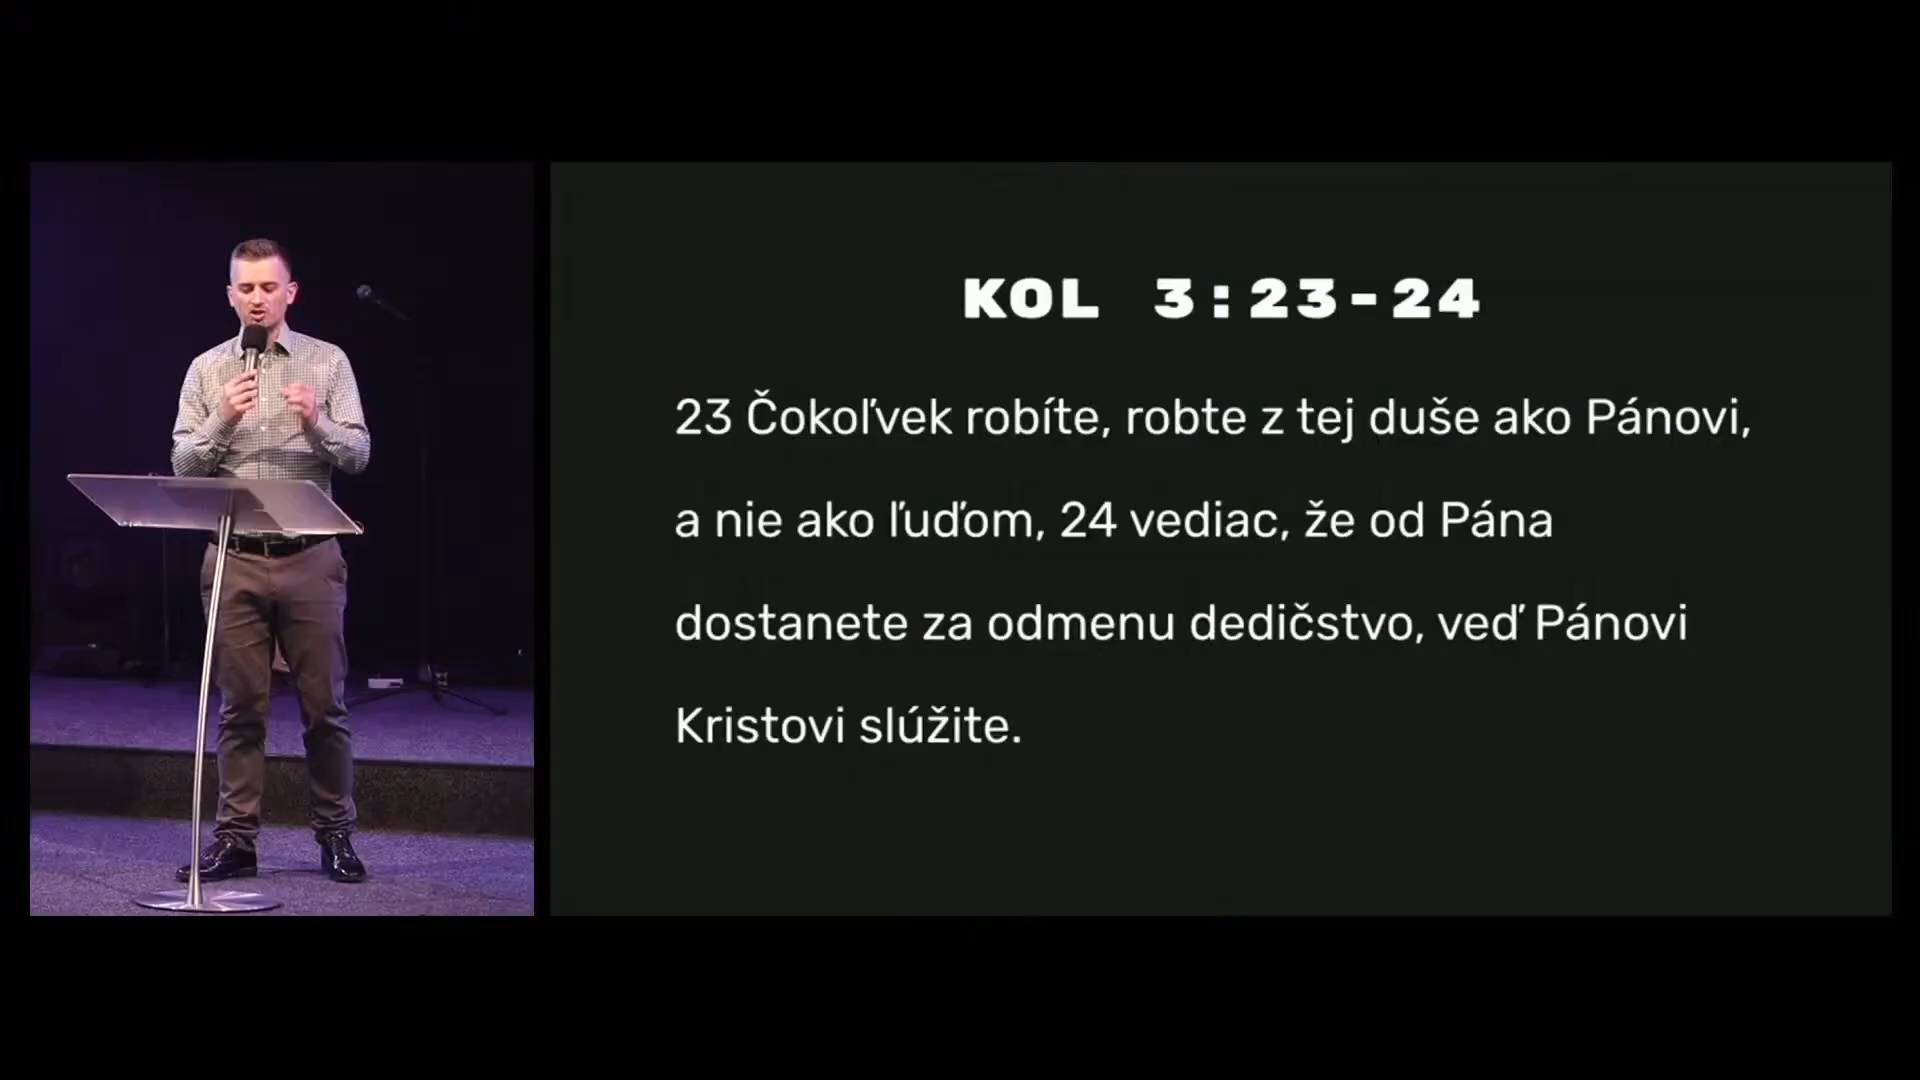 KOL 3:23-24
23 Čokoľvek robíte, robte z tej duše ako Pánovi,
a nie ako ľuďom, 24 vediac, že od Pána
dostanete za odmenu dedičstvo, veď Pánovi
Kristovi slúžite.